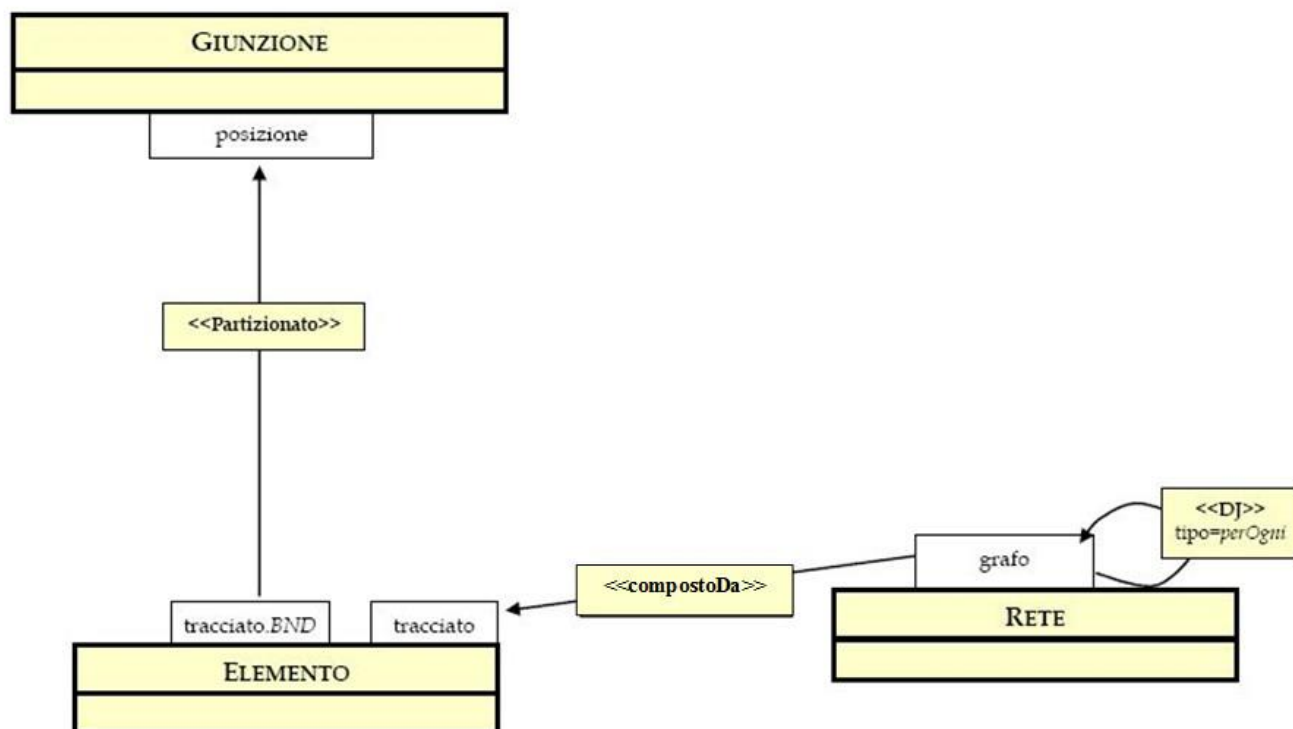 GIUNZIONE
posizione
<<Partizionato>>
<<DJ>>
tipo=perOgni
grafo
<<compostoDa>>
RETE
tracciato.BND
tracciato
ELEMENTO